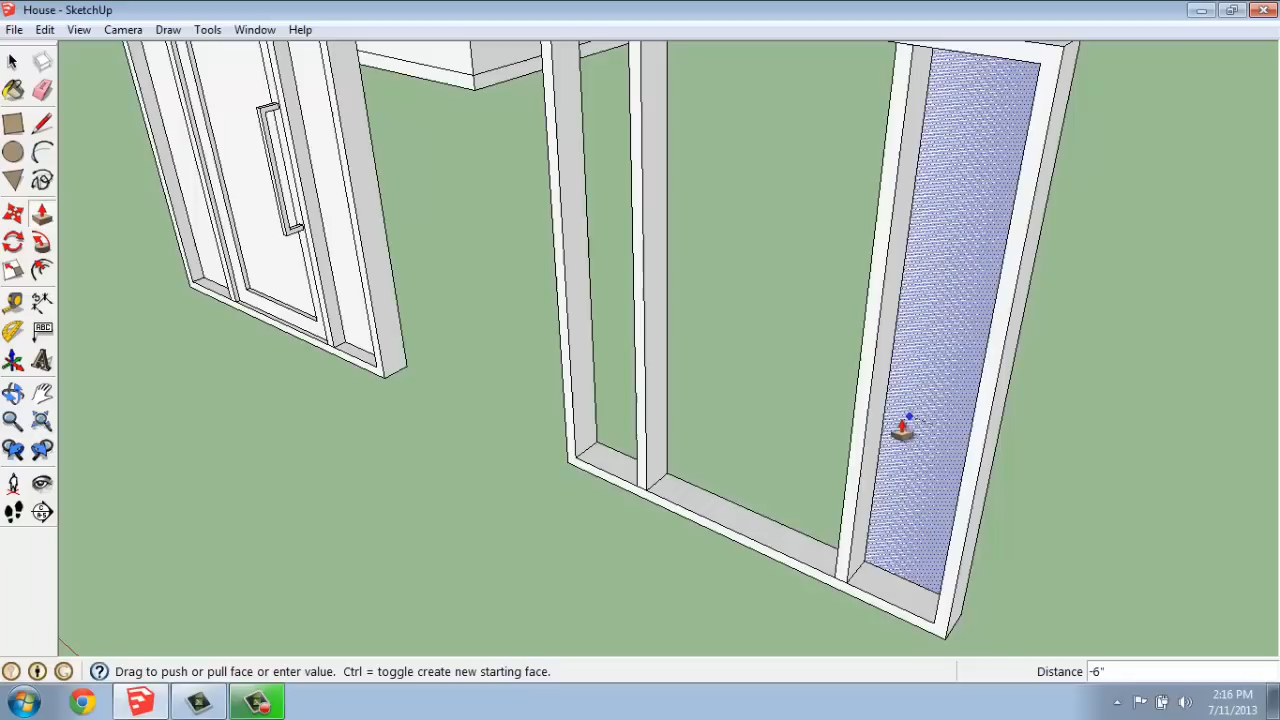 House - SketchUp
File Edit View Camera Draw Tools Window Help
ABC
Drag to push or pull face or enter value. Ctrl = toggle create new starting face. Distance -6"
2:16 PM
7/11/2013